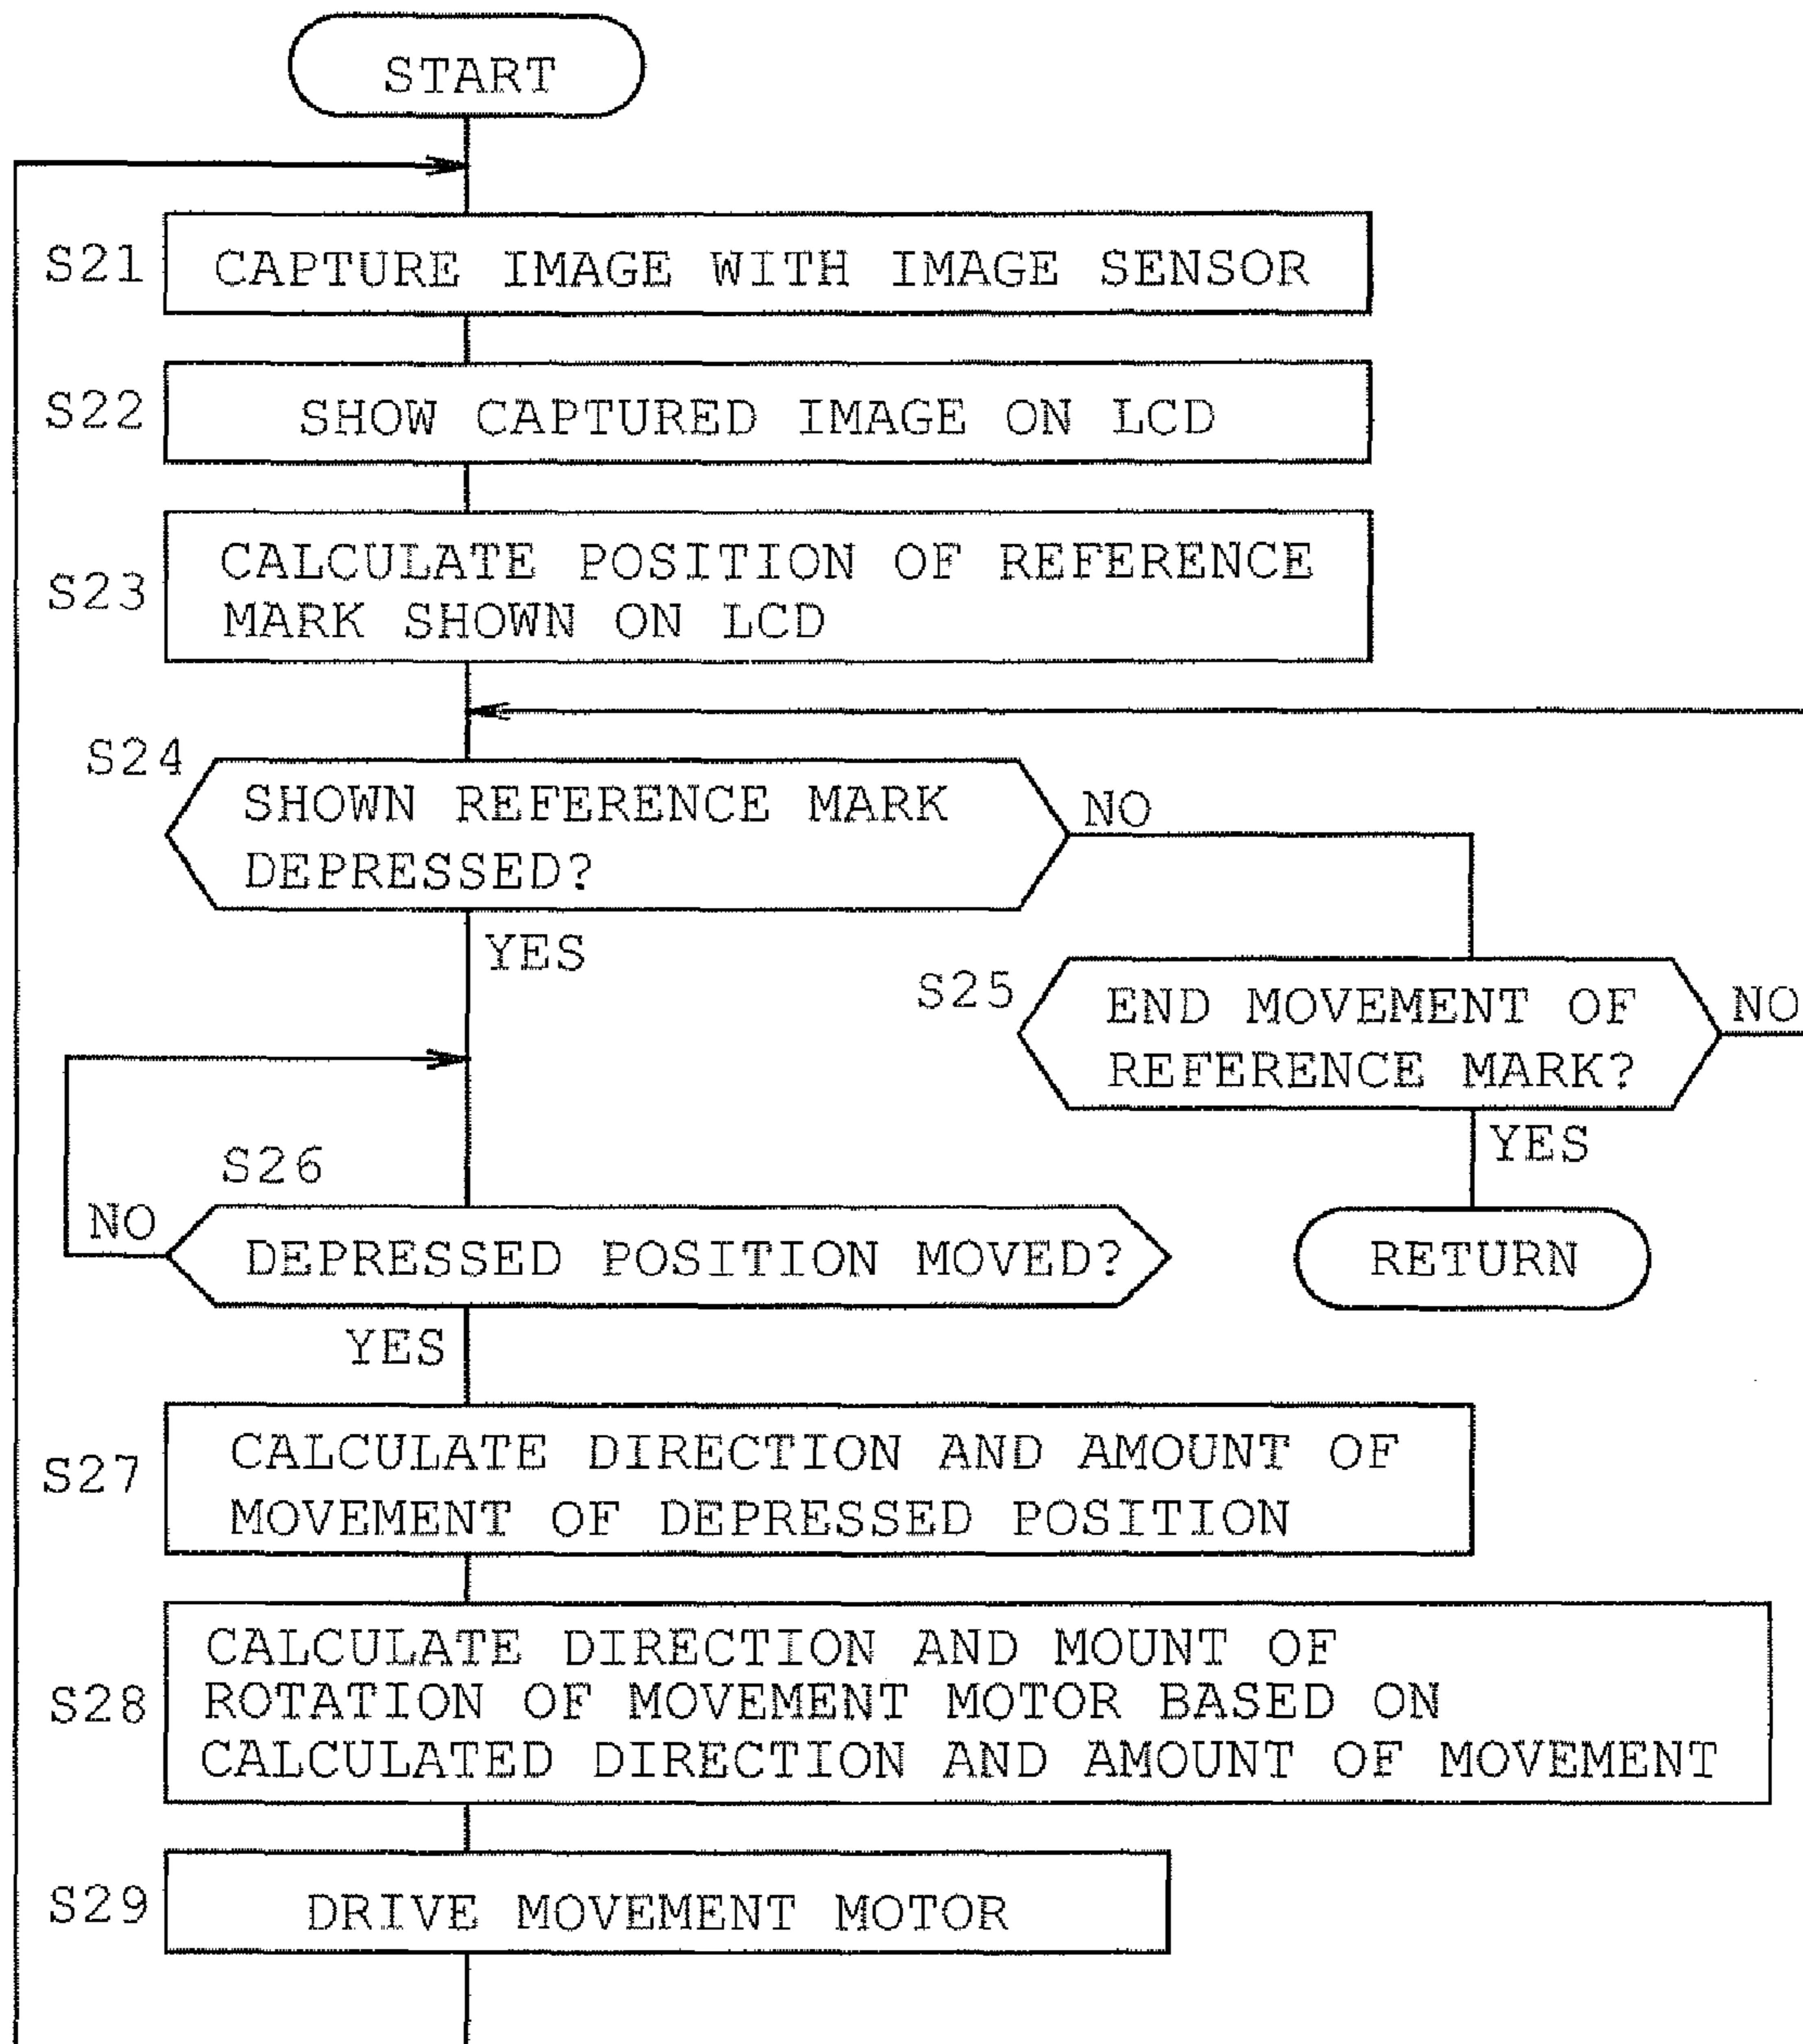 START
S21
CAPTURE IMAGE WITH IMAGE SENSOR
S22
SHOW CAPTURED IMAGE ON LCD
S23
CALCULATE POSITION OF REFERENCE
MARK SHOWN ON LCD
S24
SHOWN REFERENCE MARK
DEPRESSED?
NO
YES
S25
END MOVEMENT OF
REFERENCE MARK?
NO
YES
RETURN
S26
NO
DEPRESSED POSITION MOVED?
YES
S27
CALCULATE DIRECTION AND AMOUNT OF
MOVEMENT OF DEPRESSED POSITION
S28
CALCULATE DIRECTION AND MOUNT OF
ROTATION OF MOVEMENT MOTOR BASED ON
CALCULATED DIRECTION AND AMOUNT OF MOVEMENT
S29
DRIVE MOVEMENT MOTOR